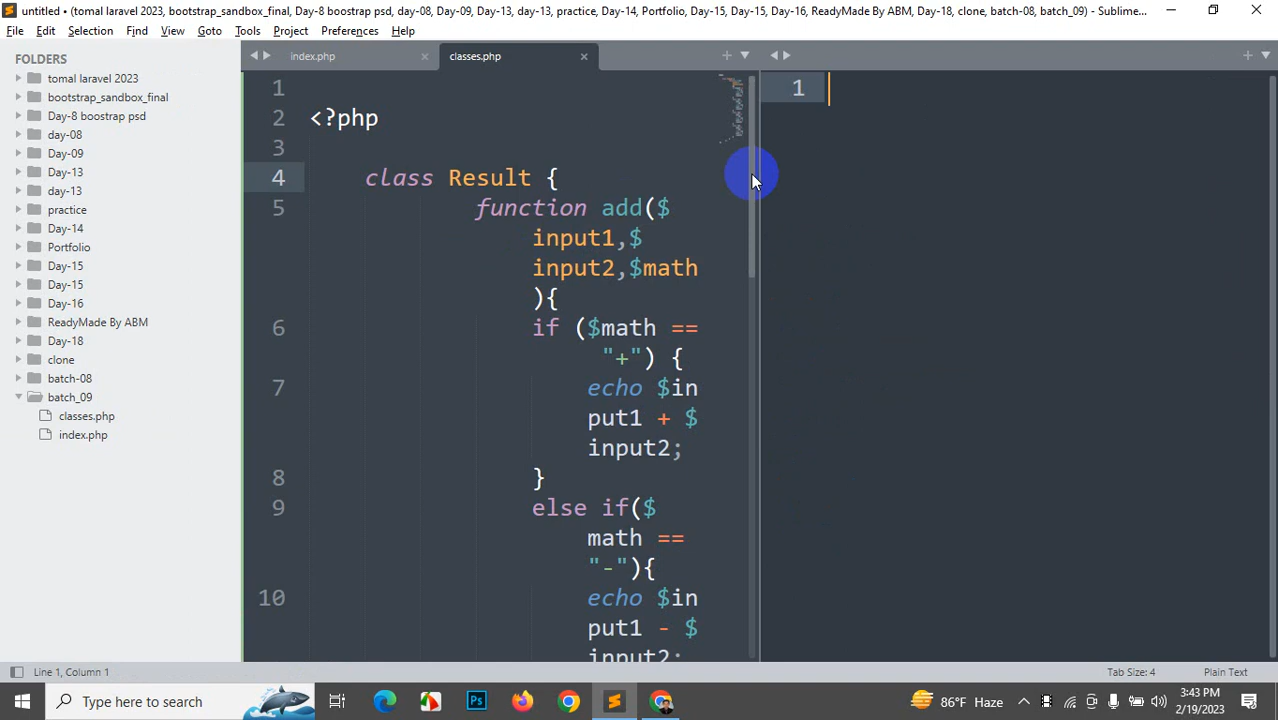 untitled • (tomal laravel 2023, bootstrap_sandbox_final, Day-8 boostrap psd, day-08, Day-09, Day-13, day-13, practice, Day-14, Portfolio, Day-15, Day-15, Day-16, ReadyMade By ABM, Day-18, clone, batch-08, batch_09) - Sublime...
File Edit Selection Find View Goto Tools Project Preferences Help
FOLDERS
tomal laravel 2023
bootstrap_sandbox_final
Day-8 boostrap psd
day-08
Day-09
Day-13
day-13
practice
Day-14
Portfolio
Day-15
Day-15
Day-16
ReadyMade By ABM
Day-18
clone
batch-08
batch_09
classes.php
index.php
index.php × classes.php ×
1
2 <?php
3
4 class Result {
5 function add($
input1,$
input2,$math
){
6 if ($math ==
"+") {
7 echo $in
put1 + $
input2;
8 }
9 else if($
math ==
"-"){
10 echo $in
put1 - $
input2;
1
Line 1, Column 1
Tab Size: 4 Plain Text
Type here to search
Ps
86°F Haze
3:43 PM
2/19/2023